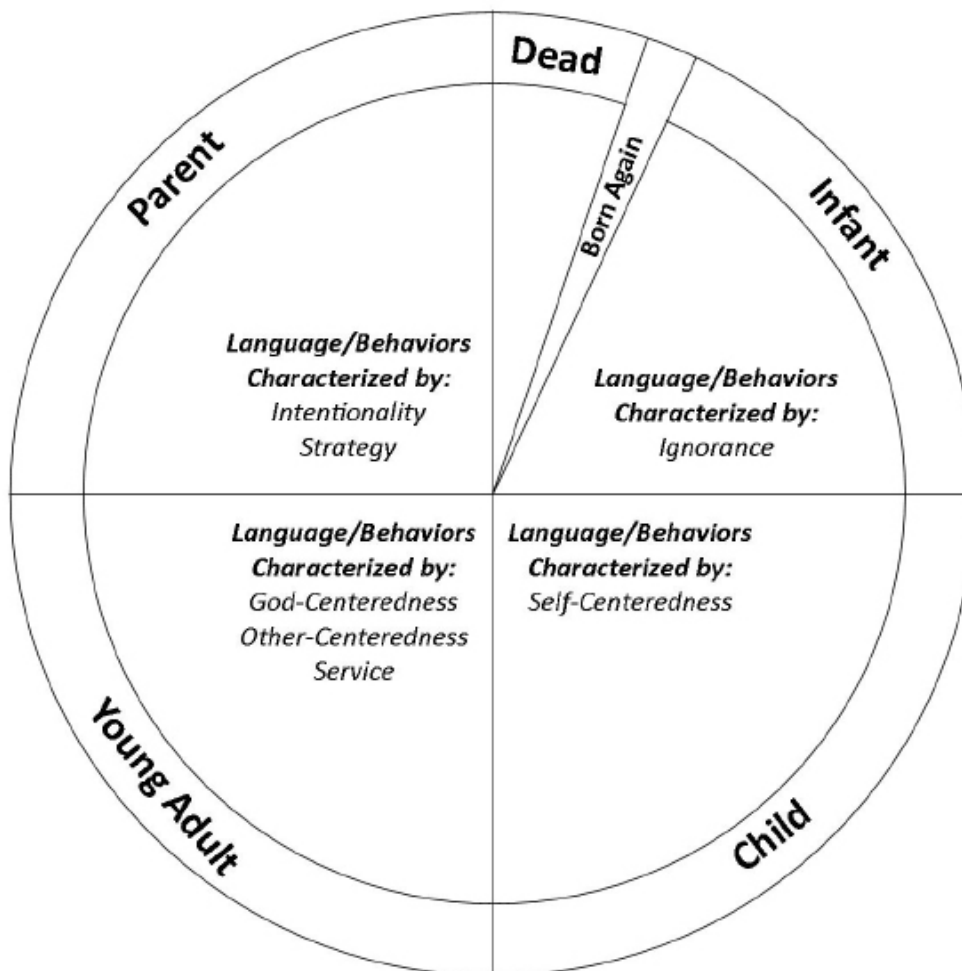 Dead
Born Again
Infant
Language/Behaviors
Characterized by:
Ignorance
Child
Language/Behaviors
Characterized by:
Self-Centeredness
Young Adult
Language/Behaviors
Characterized by:
God-Centeredness
Other-Centeredness
Service
Parent
Language/Behaviors
Characterized by:
Intentionality
Strategy